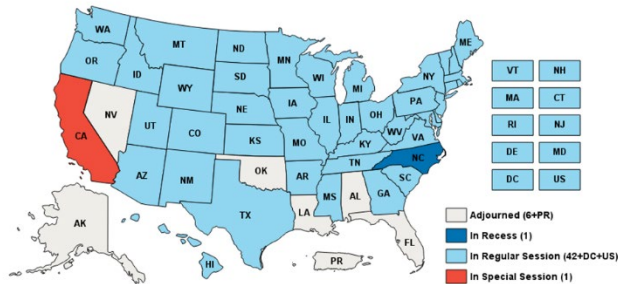 WA
ME
MT
ND
MN
OR
VT
NH
ID
SD
WI
NY
WY
MI
MA
CT
IA
PA
NE
NV
OH
RI
NJ
IL
IN
UT
CO
WV
VA
DE
MD
CA
KS
MO
KY
NC
DC
US
TN
OK
AZ
NM
AR
SC
MS
AL
GA
TX
LA
AK
FL
HI
PR
Adjourned (6+PR)
In Recess (1)
In Regular Session (42+DC+US)
In Special Session (1)